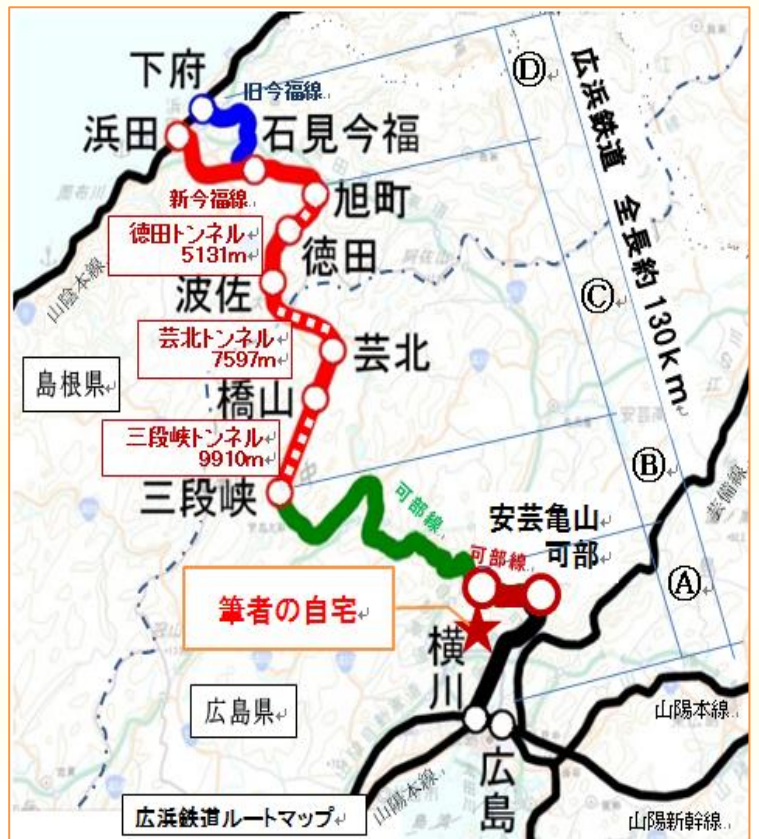 下府
旧今福線
浜田
石見今福
新今福線
旭町
徳田トンネル
5131m
徳田
波佐
山陰本線
芸北トンネル
7597m
芸北
島根県
橋山
三段峡トンネル
9910m
三段峡
可部線
安芸亀山
可部
可部線
筆者の自宅
横川
広島県
広島
山陽本線
山陽本線
山陽新幹線
芸備線
広浜鉄道 全長約130km
Ⓓ
Ⓒ
Ⓑ
Ⓐ
広浜鉄道ルートマップ